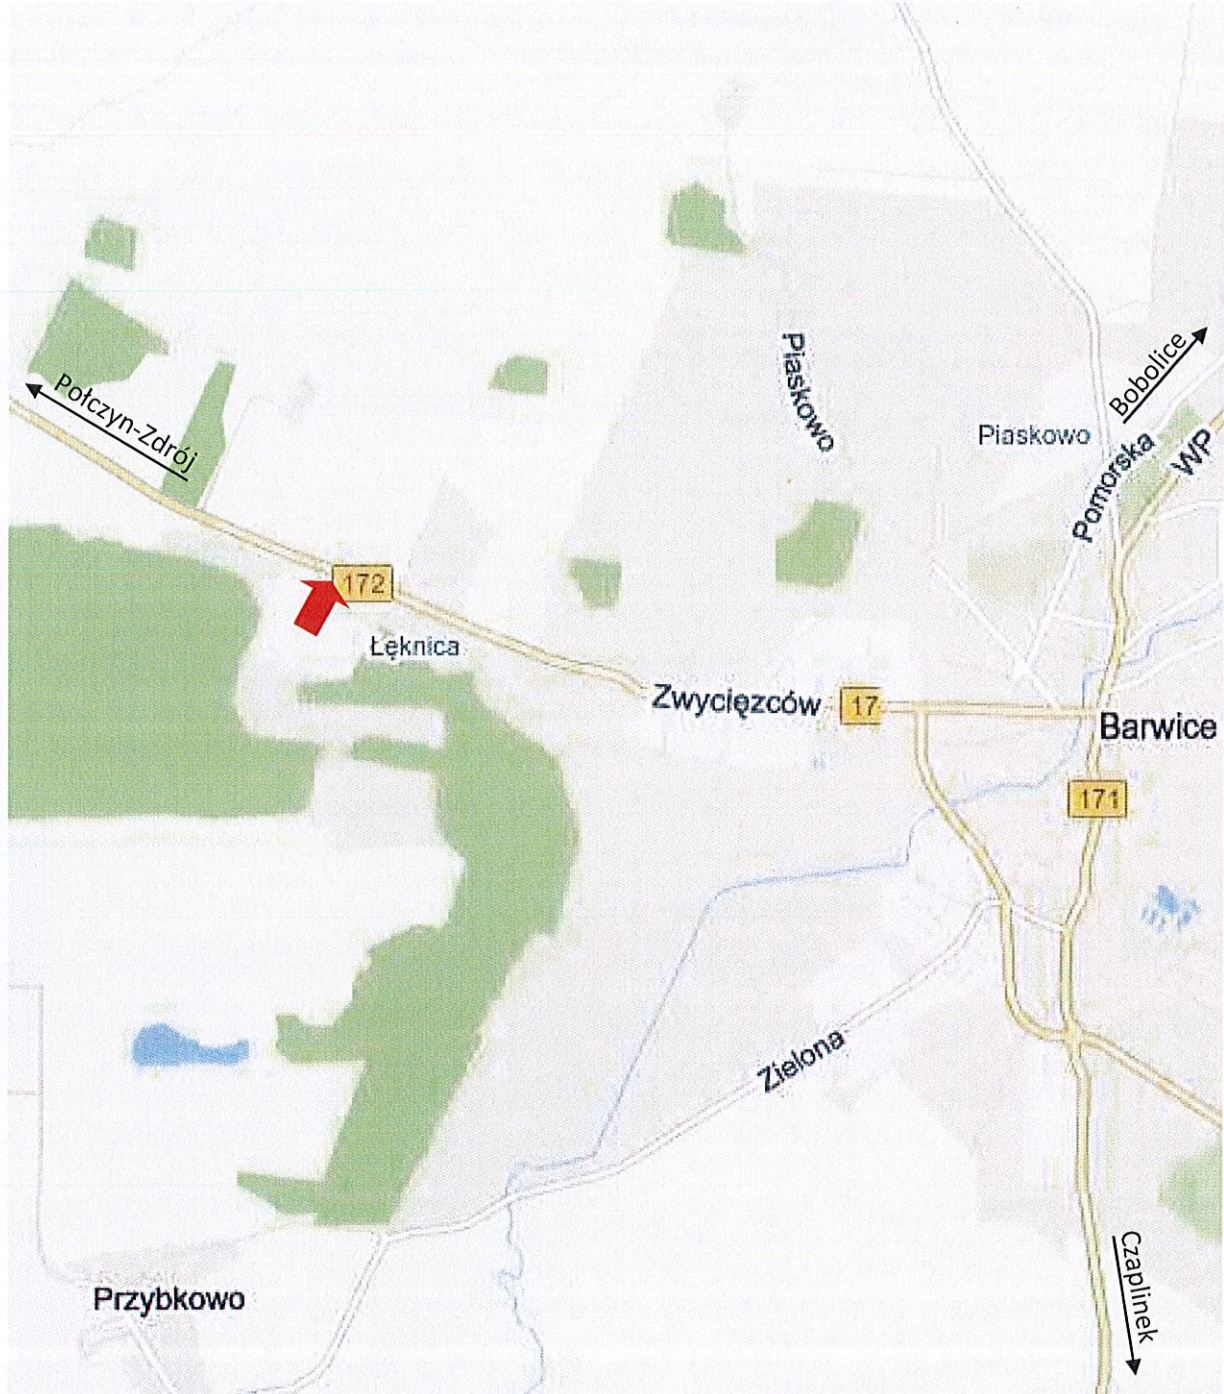 Piaskowo
Bobolice
Połczyn-Zdrój
Piaskowo
Pomorska
WP
172
Łęknica
Zwycięzców
17
Barwice
171
Zielona
Czaplinek
Przybkowo